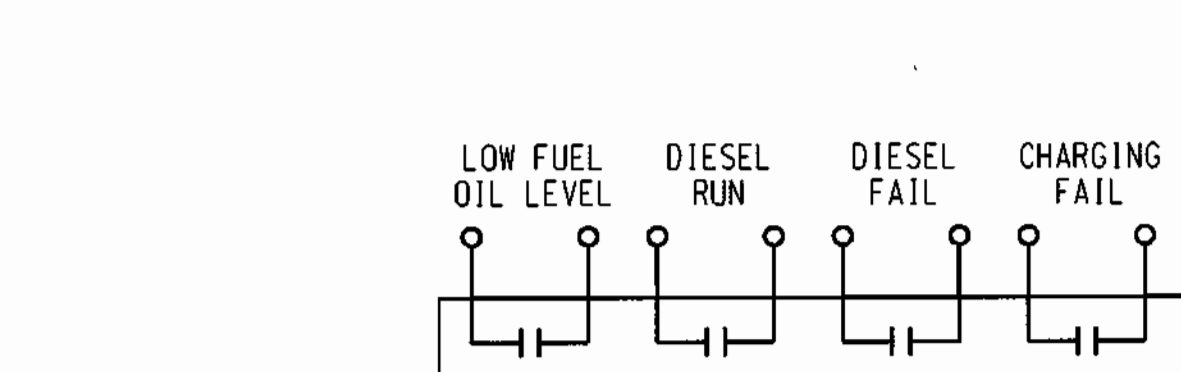 LOW FUEL
OIL LEVEL
DIESEL
RUN
DIESEL
FAIL
CHARGING
FAIL